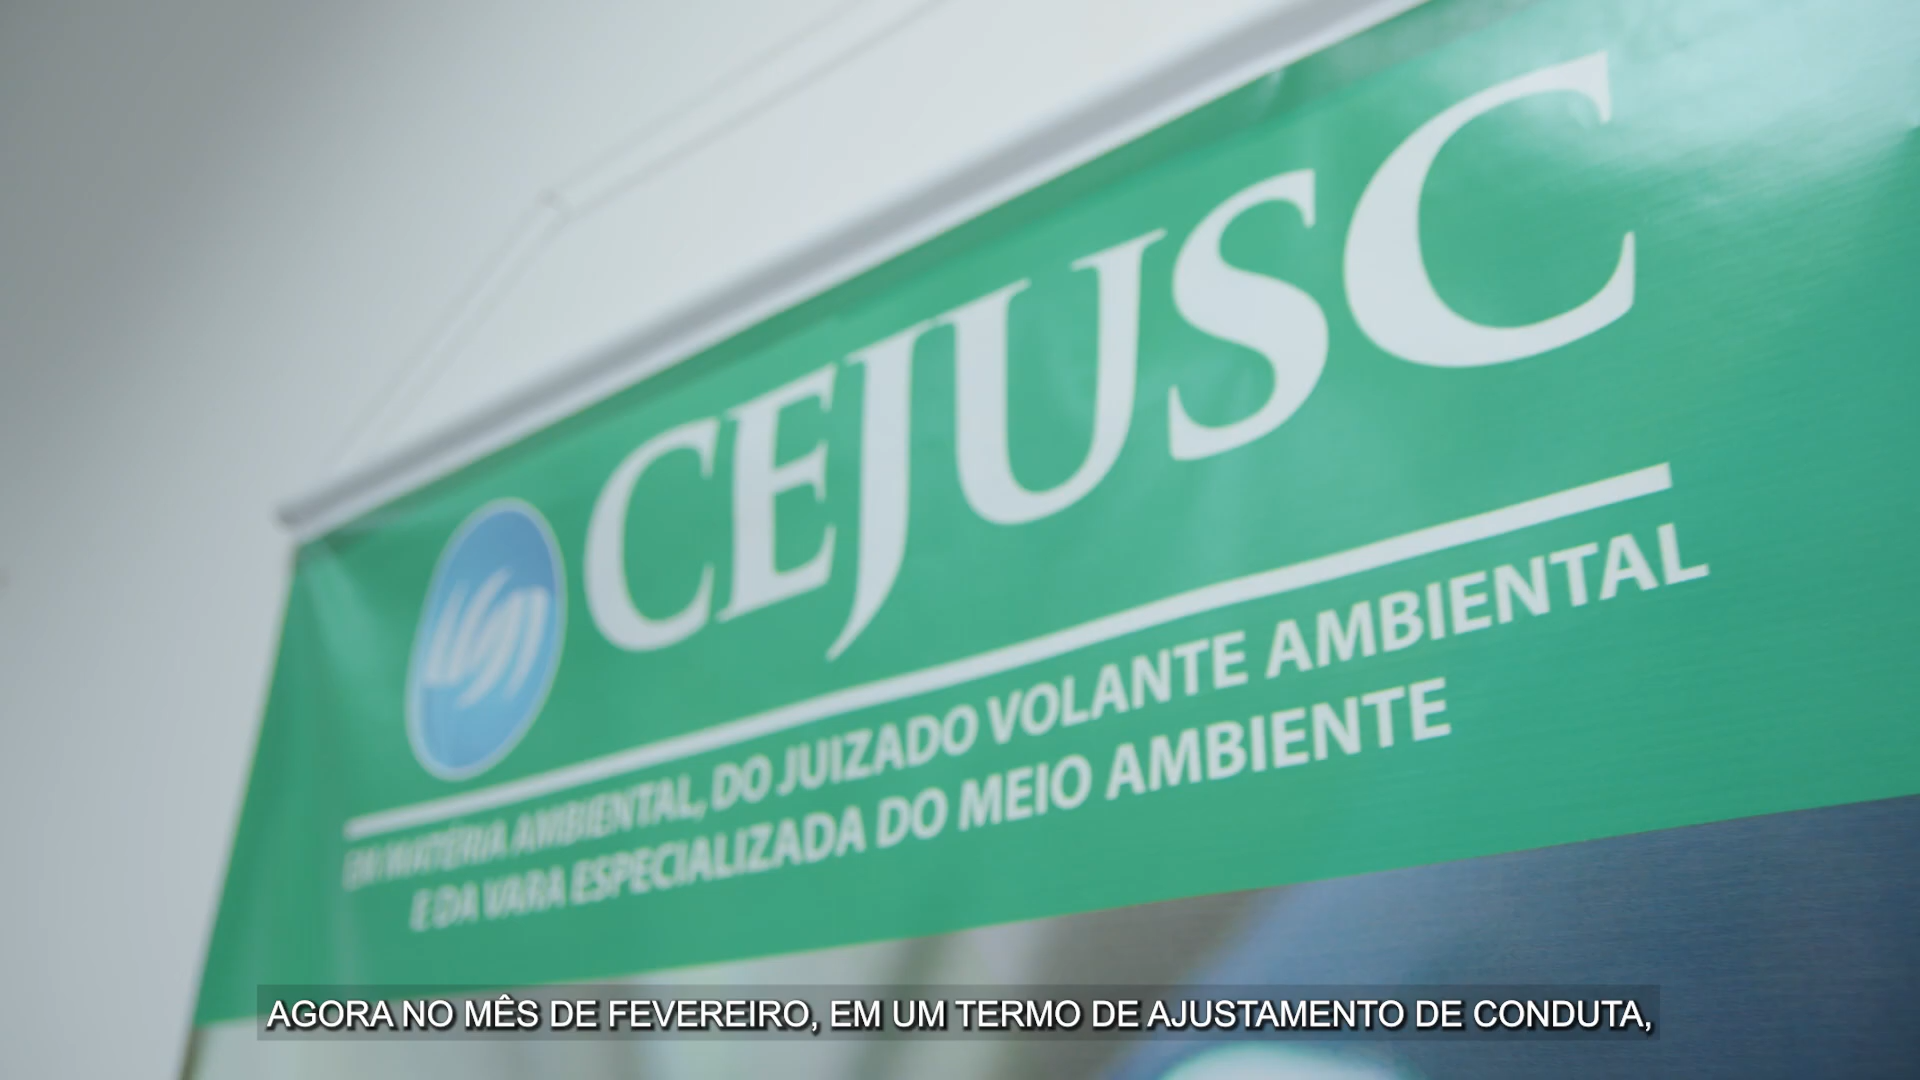 CEJUSC
EM MATÉRIA AMBIENTAL, DO JUIZADO VOLANTE AMBIENTAL
E DA VARA ESPECIALIZADA DO MEIO AMBIENTE
AGORA NO MÊS DE FEVEREIRO, EM UM TERMO DE AJUSTAMENTO DE CONDUTA,